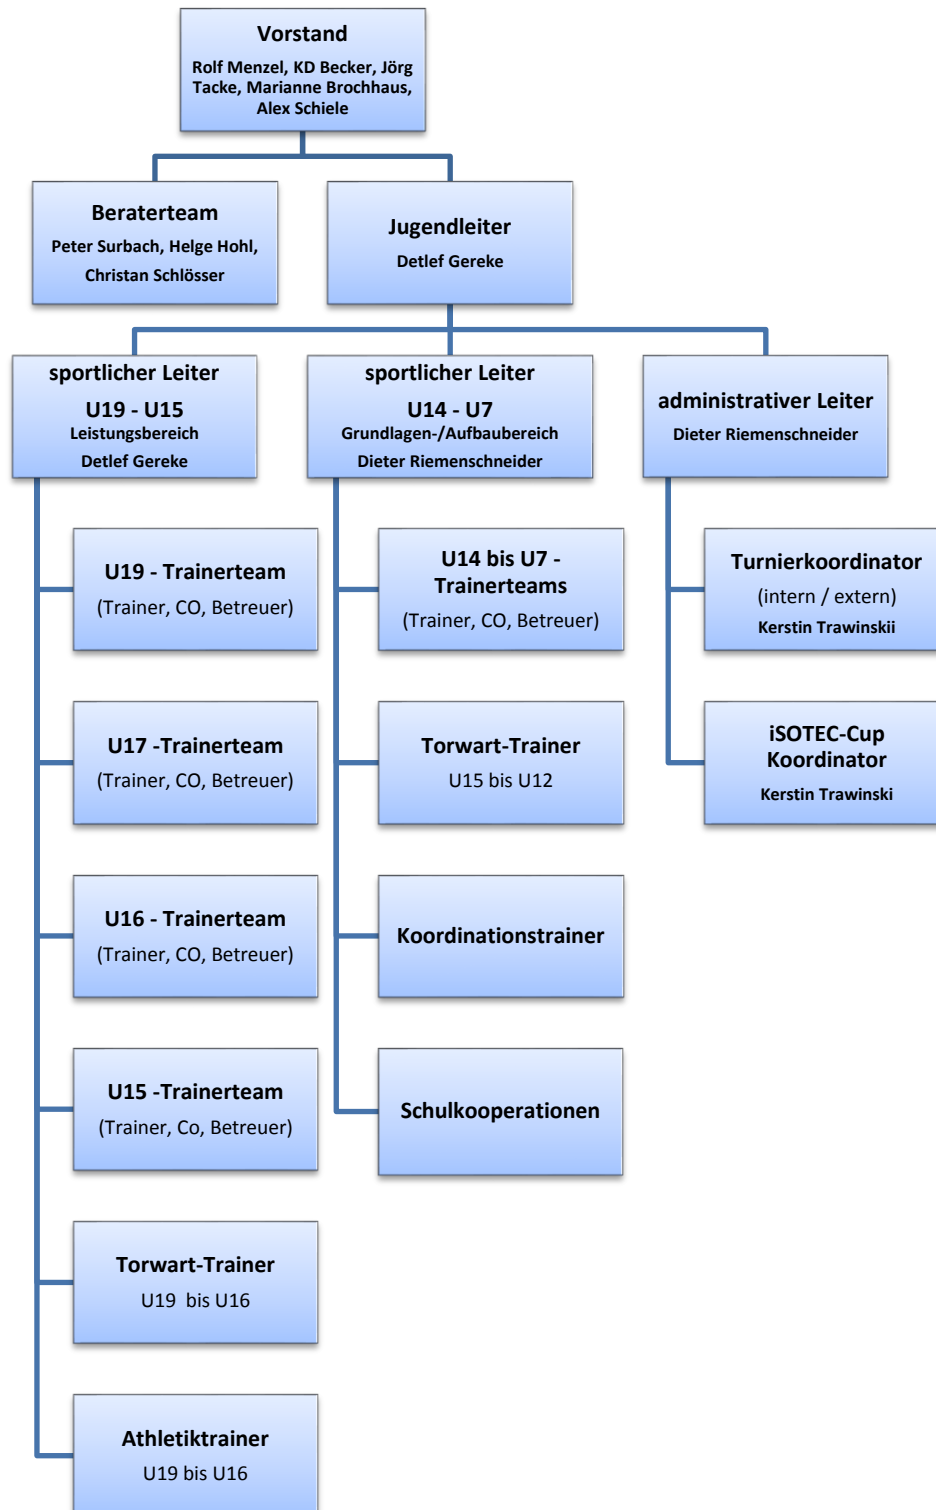 Vorstand
Rolf Menzel, KD Becker, Jörg
Tacke, Marianne Brochhaus,
Alex Schiele
Beraterteam
Peter Surbach, Helge Hohl,
Christan Schlösser
Jugendleiter
Detlef Gereke
sportlicher Leiter
U19 - U15
Leistungsbereich
Detlef Gereke
sportlicher Leiter
U14 - U7
Grundlagen-/Aufbaubereich
Dieter Riemenschneider
administrativer Leiter
Dieter Riemenschneider
U19 - Trainerteam
(Trainer, CO, Betreuer)
U17 -Trainerteam
(Trainer, CO, Betreuer)
U16 - Trainerteam
(Trainer, CO, Betreuer)
U15 -Trainerteam
(Trainer, Co, Betreuer)
Torwart-Trainer
U19 bis U16
Athletiktrainer
U19 bis U16
U14 bis U7 -
Trainerteams
(Trainer, CO, Betreuer)
Torwart-Trainer
U15 bis U12
Koordinationstrainer
Schulkooperationen
Turnierkoordinator
(intern / extern)
Kerstin Trawinskii
iSOTEC-Cup
Koordinator
Kerstin Trawinski